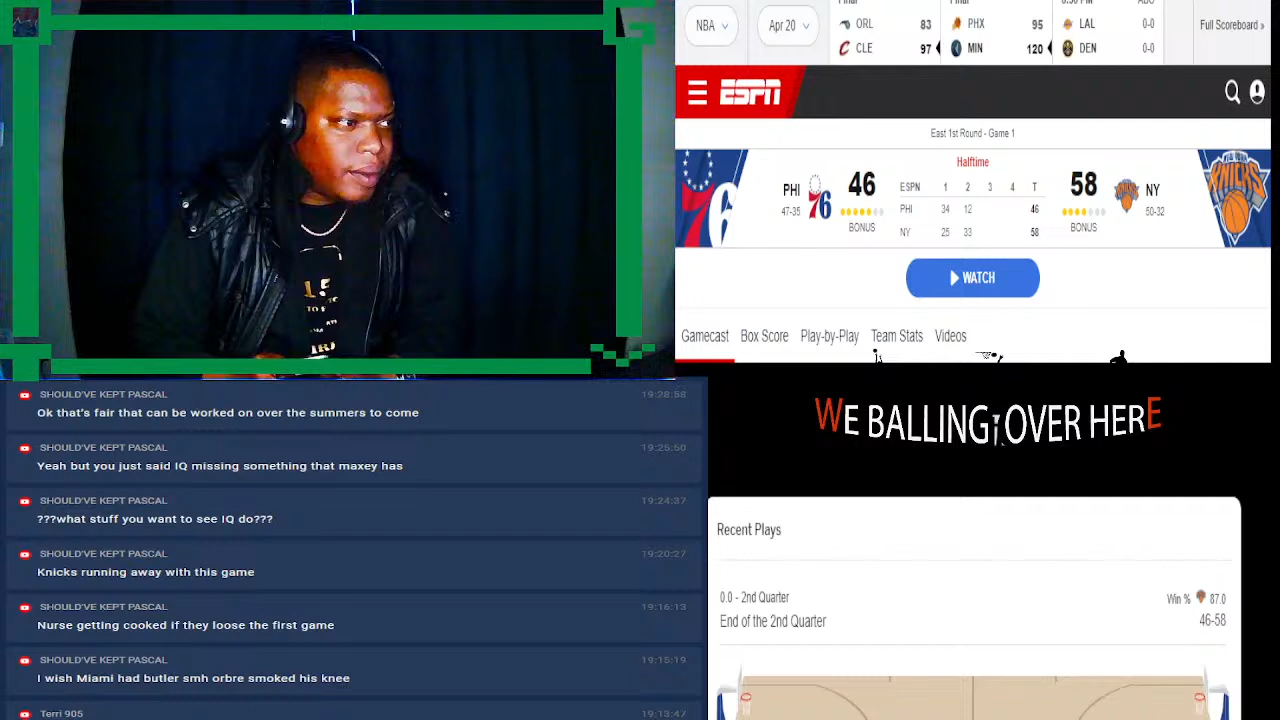 NBA
Apr 20
Final
ORL 83
CLE 97
Final
PHX 95
MIN 120
LAL 0-0
DEN 0-0
Full Scoreboard »
ESPN
East 1st Round - Game 1
Halftime
PHI
47-35
46
BONUS
ESPN 1 2 3 4 T
PHI 34 12 46
NY 25 33 58
58
BONUS
NEW YORK
KNICKS
NY
50-32
WATCH
Gamecast Box Score Play-by-Play Team Stats Videos
SHOULD'VE KEPT PASCAL 19:28:58
Ok that's fair that can be worked on over the summers to come
SHOULD'VE KEPT PASCAL 19:25:50
Yeah but you just said IQ missing something that maxey has
SHOULD'VE KEPT PASCAL 19:24:37
???what stuff you want to see IQ do???
SHOULD'VE KEPT PASCAL 19:20:27
Knicks running away with this game
SHOULD'VE KEPT PASCAL 19:16:13
Nurse getting cooked if they loose the first game
SHOULD'VE KEPT PASCAL 19:15:19
I wish Miami had butler smh orbre smoked his knee
Terri 905 19:13:47
WE BALLING OVER HERE
Recent Plays
0.0 - 2nd Quarter
End of the 2nd Quarter
Win % 87.0
46-58